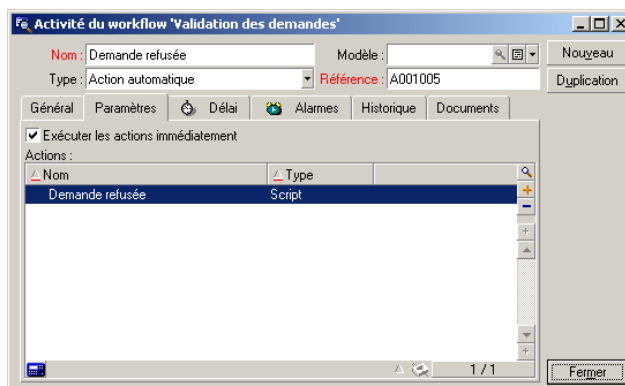 Activité du workflow 'Validation des demandes'
Nom : Demande refusée Modèle : Nouveau
Type : Action automatique Référence : A001005 Duplication
Général Paramètres Délai Alarmes Historique Documents
Exécuter les actions immédiatement
Actions :
Nom Type
Demande refusée Script
1 / 1 Fermer